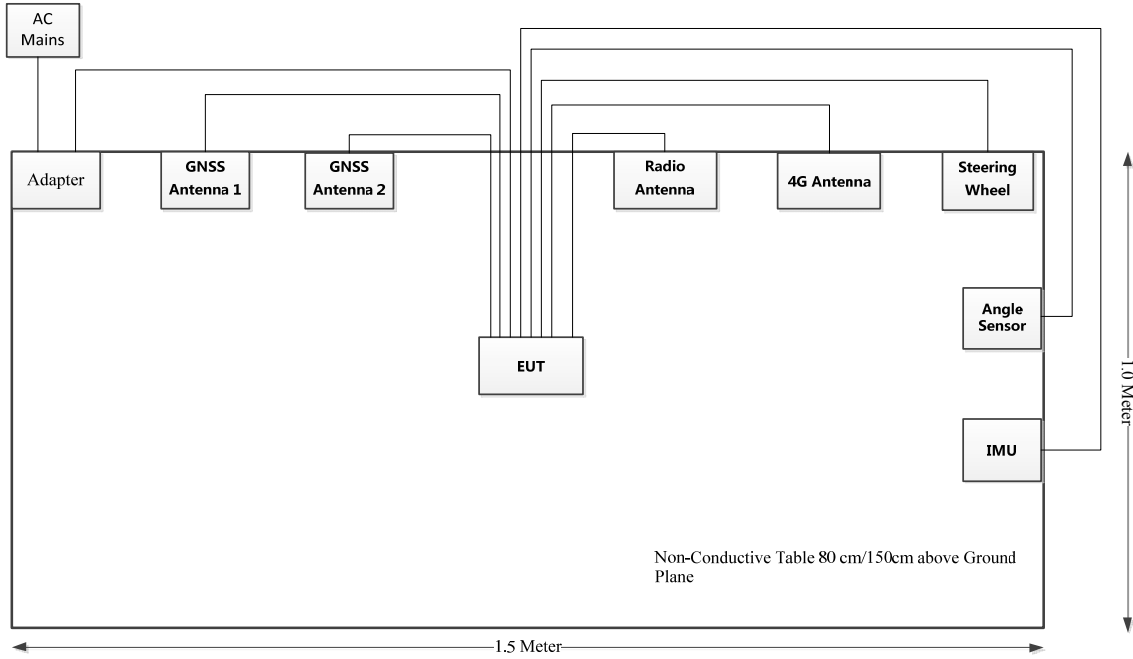 AC
Mains
Adapter
GNSS
Antenna 1
GNSS
Antenna 2
Radio
Antenna
4G Antenna
Steering
Wheel
Angle
Sensor
EUT
IMU
1.0 Meter
Non-Conductive Table 80 cm/150cm above Ground
Plane
1.5 Meter